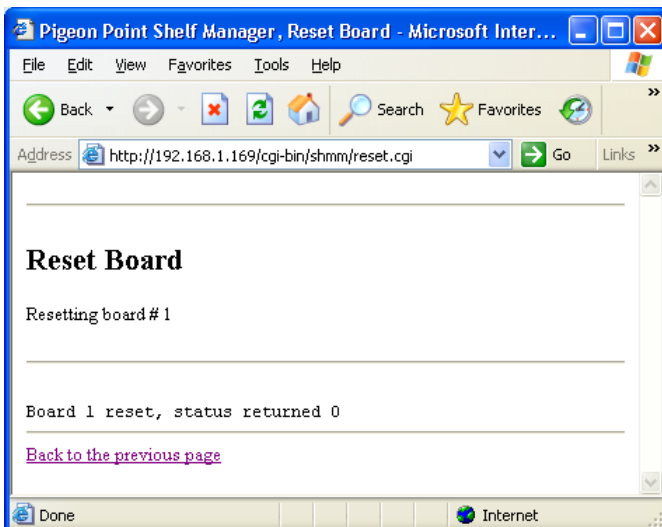 Pigeon Point Shelf Manager, Reset Board - Microsoft Inter...
File Edit View Favorites Tools Help
Back Search Favorites »
Address http://192.168.1.169/cgi-bin/shmm/reset.cgi Go Links »
Reset Board
Resetting board # 1
Board 1 reset, status returned 0
Back to the previous page
Done Internet